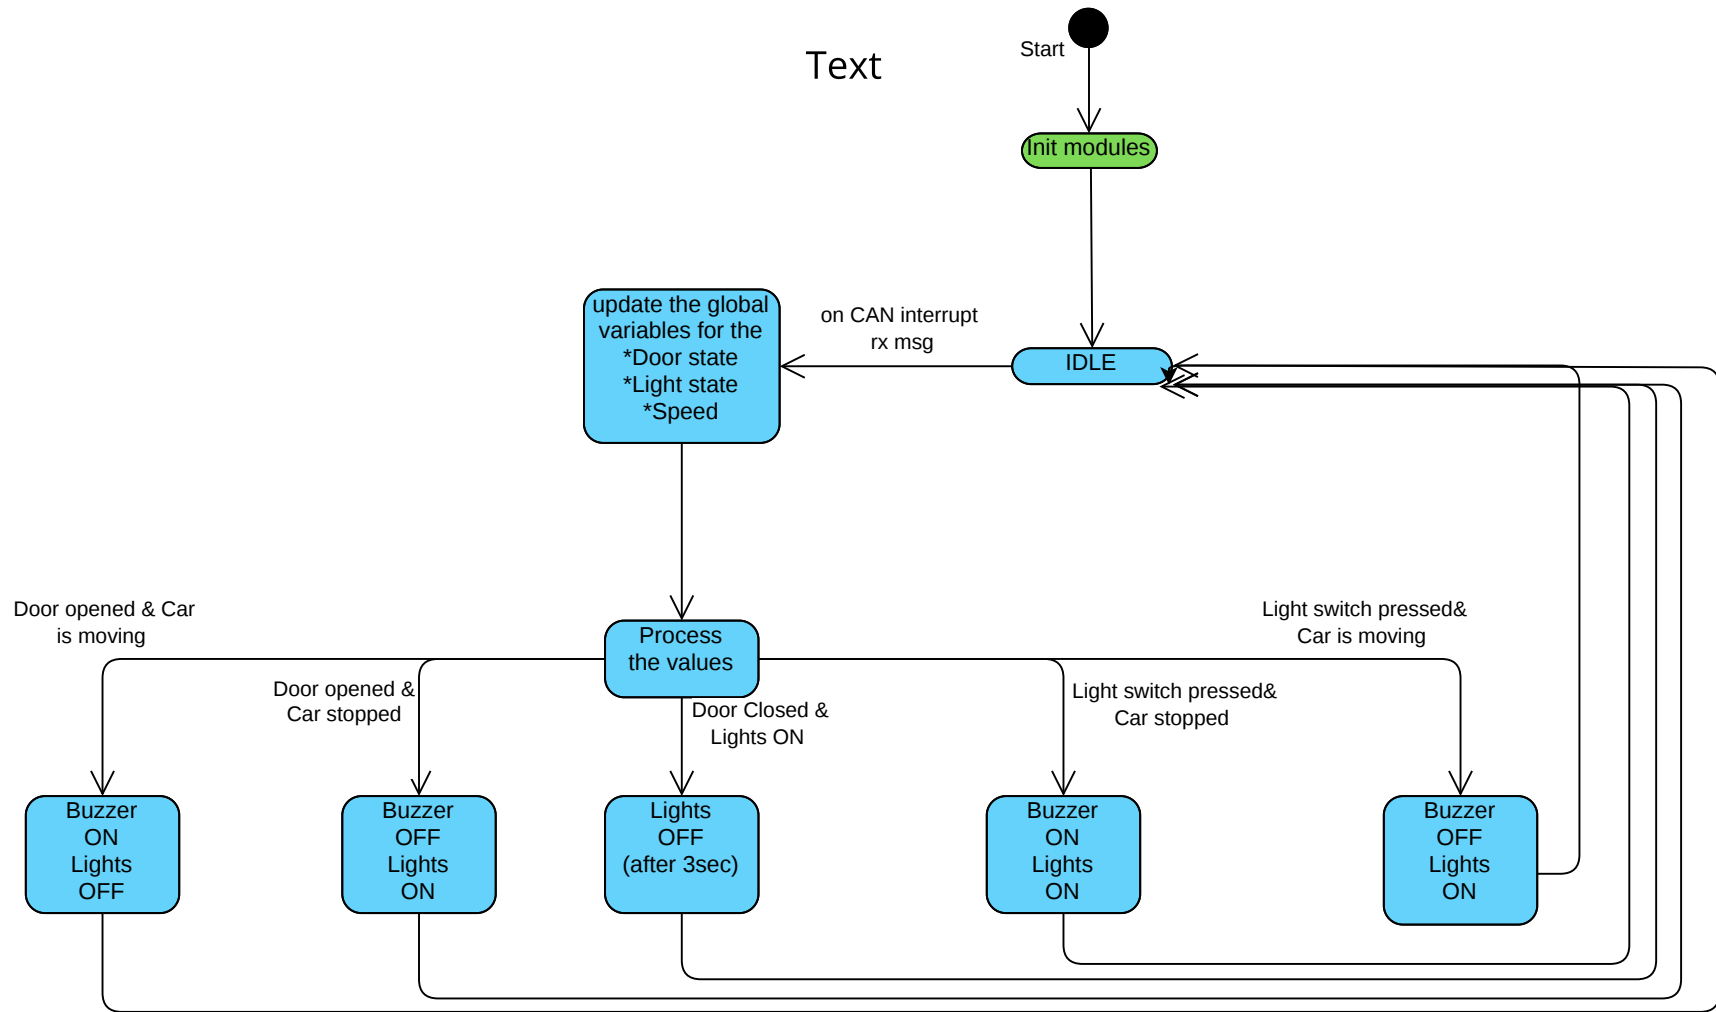 Start
Text
Init modules
update the global
variables for the
*Door state
*Light state
*Speed
on CAN interrupt
rx msg
IDLE
Door opened & Car
is moving
Process
the values
Light switch pressed&
Car is moving
Door opened &
Car stopped
Door Closed &
Lights ON
Light switch pressed&
Car stopped
Buzzer
ON
Lights
OFF
Buzzer
OFF
Lights
ON
Lights
OFF
(after 3sec)
Buzzer
ON
Lights
ON
Buzzer
OFF
Lights
ON